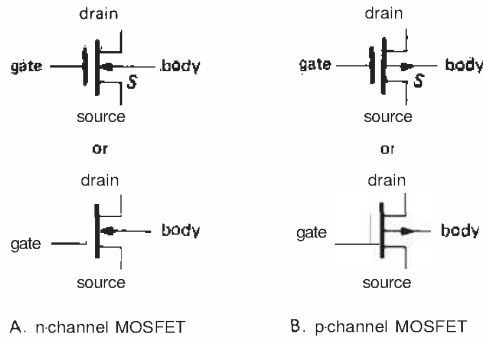 drain
gate
body
S
source
or
drain
gate
body
source
A. n-channel MOSFET
drain
gate
body
S
source
or
drain
gate
body
source
B. p-channel MOSFET